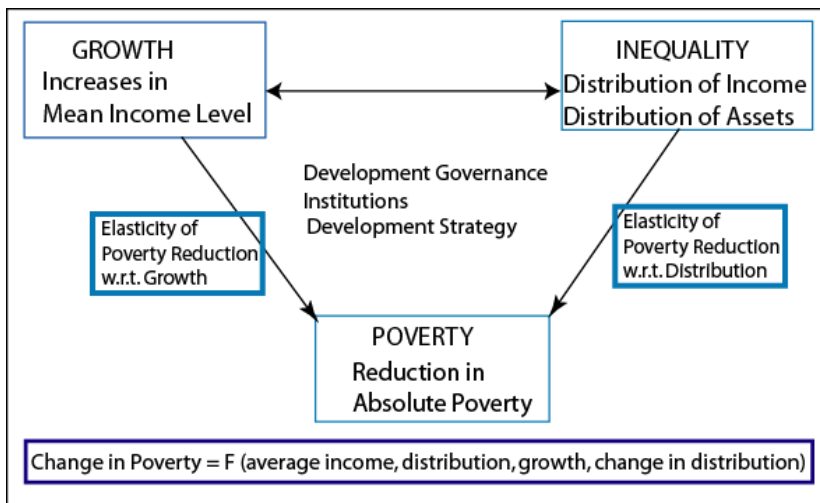 GROWTH
Increases in
Mean Income Level
INEQUALITY
Distribution of Income
Distribution of Assets
Development Governance
Institutions
Development Strategy
Elasticity of
Poverty Reduction
w.r.t. Growth
Elasticity of
Poverty Reduction
w.r.t. Distribution
POVERTY
Reduction in
Absolute Poverty
Change in Poverty = F (average income, distribution, growth, change in distribution)